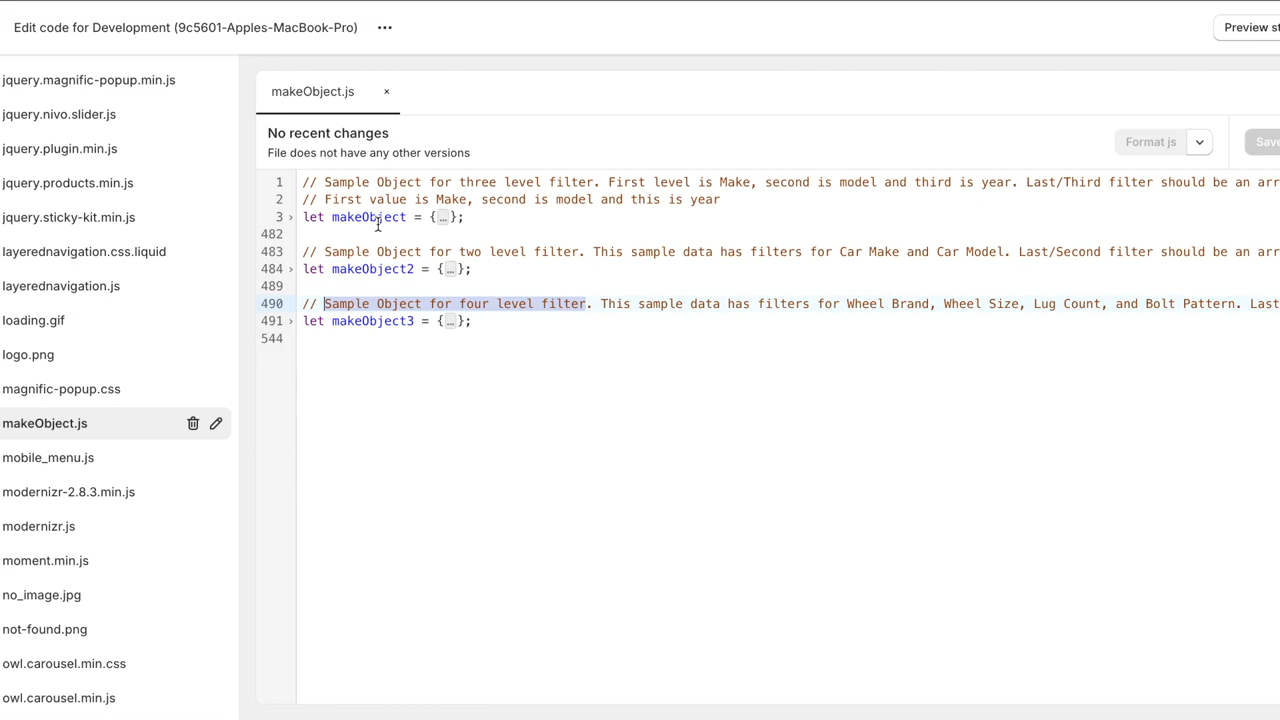 Edit code for Development (9c5601-Apples-MacBook-Pro) ...
Preview st
jquery.magnific-popup.min.js
jquery.nivo.slider.js
jquery.plugin.min.js
jquery.products.min.js
jquery.sticky-kit.min.js
layerednavigation.css.liquid
layerednavigation.js
loading.gif
logo.png
magnific-popup.css
makeObject.js
mobile_menu.js
modernizr-2.8.3.min.js
modernizr.js
moment.min.js
no_image.jpg
not-found.png
owl.carousel.min.css
owl.carousel.min.js
makeObject.js ×
No recent changes
File does not have any other versions
Format js
Save
1 // Sample Object for three level filter. First level is Make, second is model and third is year. Last/Third filter should be an arr
2 // First value is Make, second is model and this is year
3 let makeObject = {…};
482
483 // Sample Object for two level filter. This sample data has filters for Car Make and Car Model. Last/Second filter should be an arr
484 let makeObject2 = {…};
489
490 // Sample Object for four level filter. This sample data has filters for Wheel Brand, Wheel Size, Lug Count, and Bolt Pattern. Last
491 let makeObject3 = {…};
544